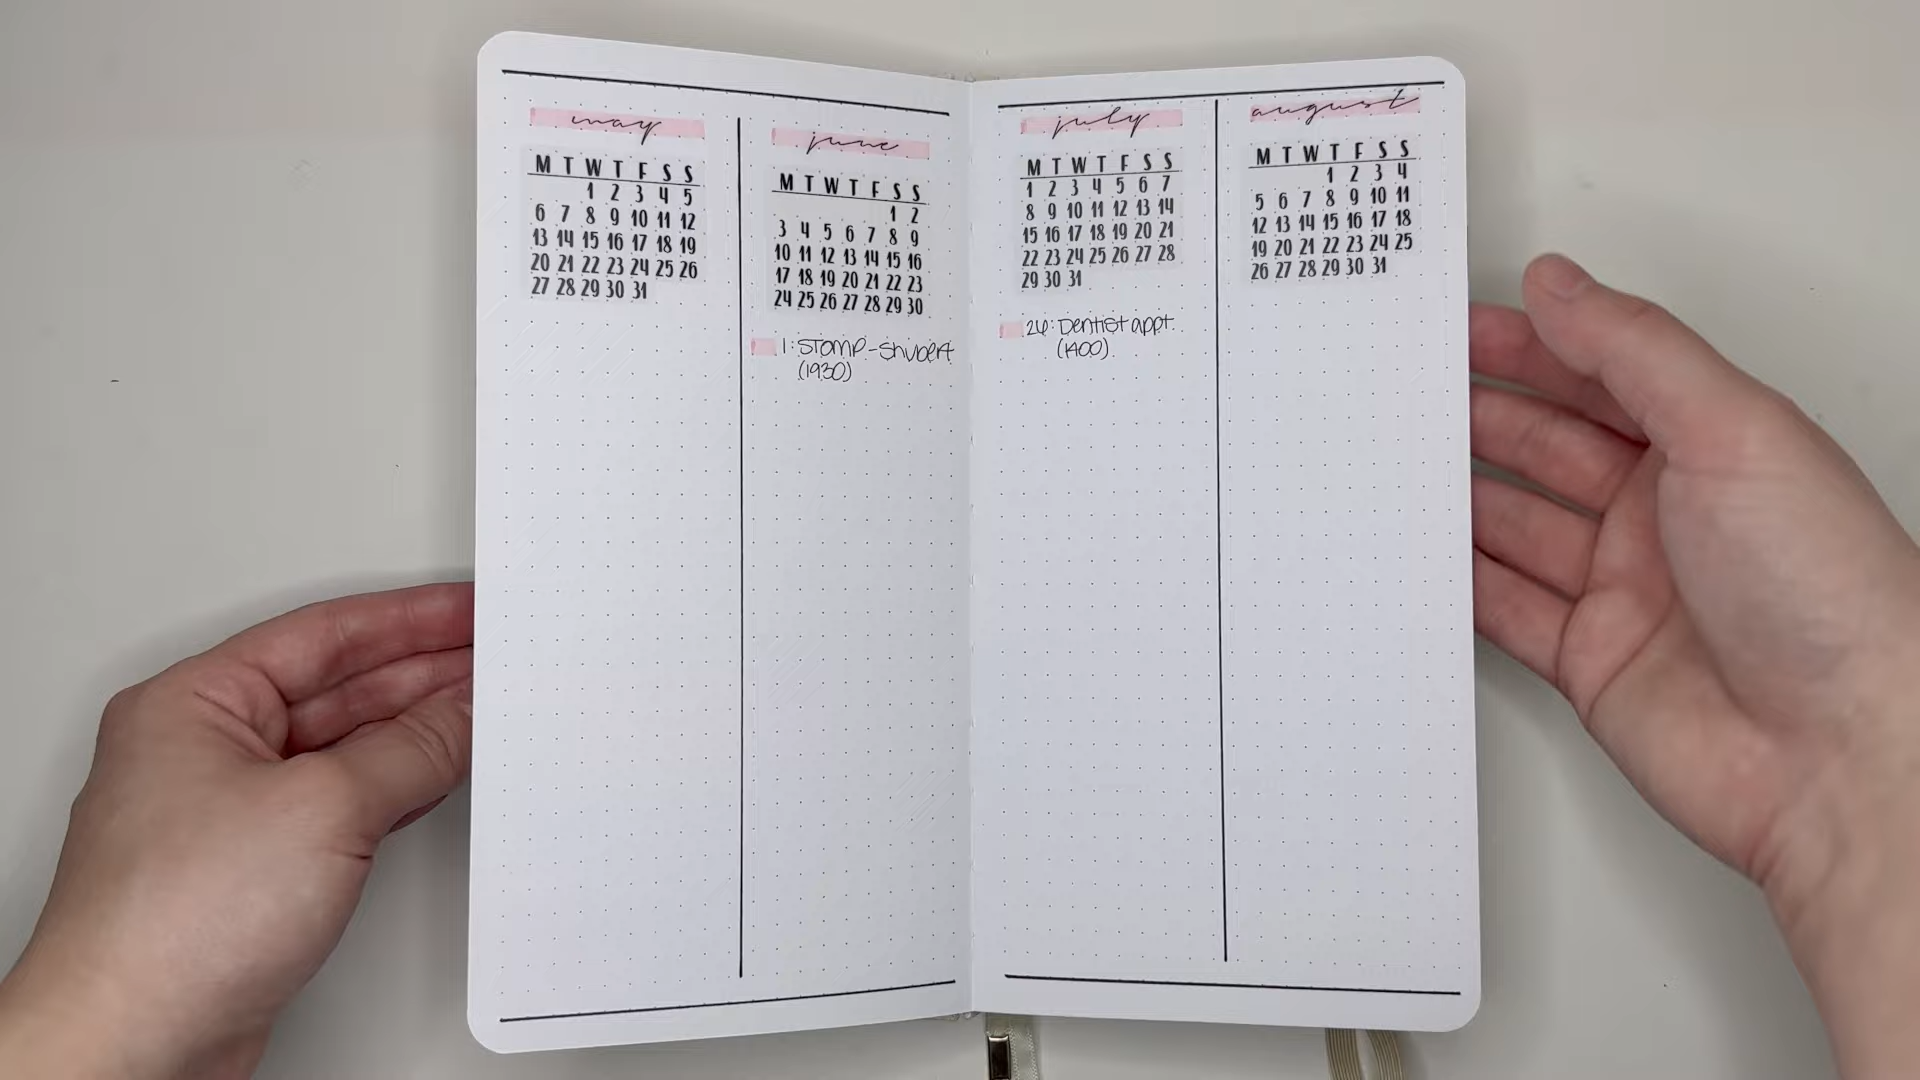 may
M T W T F S S
1 2 3 4 5
6 7 8 9 10 11 12
13 14 15 16 17 18 19
20 21 22 23 24 25 26
27 28 29 30 31
june
M T W T F S S
1 2
3 4 5 6 7 8 9
10 11 12 13 14 15 16
17 18 19 20 21 22 23
24 25 26 27 28 29 30
1: STOMP - Shubert
(1930)
july
M T W T F S S
1 2 3 4 5 6 7
8 9 10 11 12 13 14
15 16 17 18 19 20 21
22 23 24 25 26 27 28
29 30 31
: Dentist appt.
(1400)
august
M T W T F S S
1 2 3 4
5 6 7 8 9 10 11
12 13 14 15 16 17 18
19 20 21 22 23 24 25
26 27 28 29 30 31